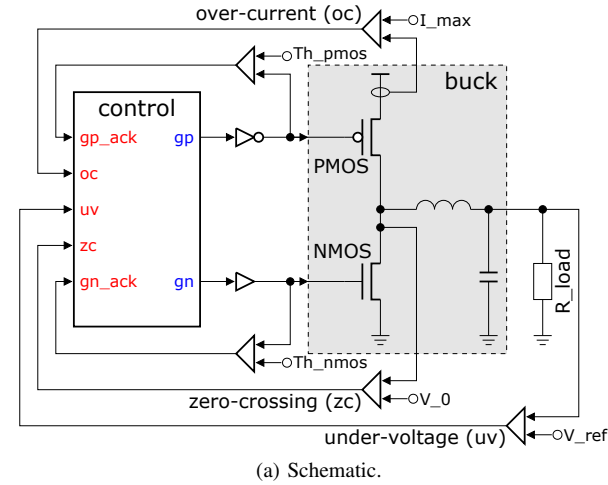 over-current (oc)
I_max
Th_pmos
buck
control
gp_ack
gp
PMOS
oc
uv
zc
NMOS
gn_ack
gn
R_load
Th_nmos
zero-crossing (zc)
V_0
under-voltage (uv)
V_ref
(a) Schematic.